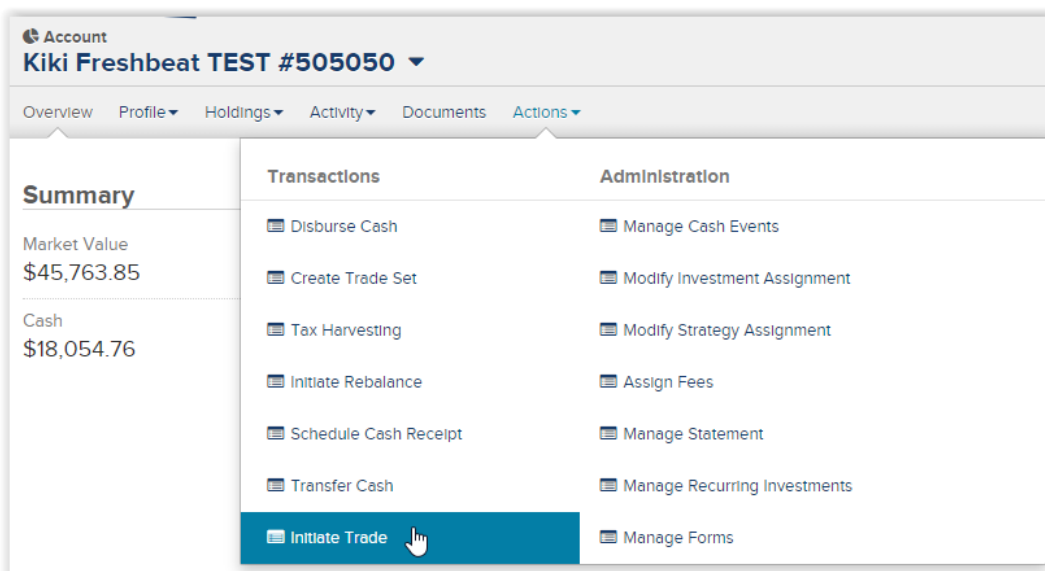 Account
Kiki Freshbeat TEST #505050
Overview Profile Holdings Activity Documents Actions
Summary
Market Value
$45,763.85
Cash
$18,054.76
Transactions
Disburse Cash
Create Trade Set
Tax Harvesting
Initiate Rebalance
Schedule Cash Receipt
Transfer Cash
Initiate Trade
Administration
Manage Cash Events
Modify Investment Assignment
Modify Strategy Assignment
Assign Fees
Manage Statement
Manage Recurring Investments
Manage Forms